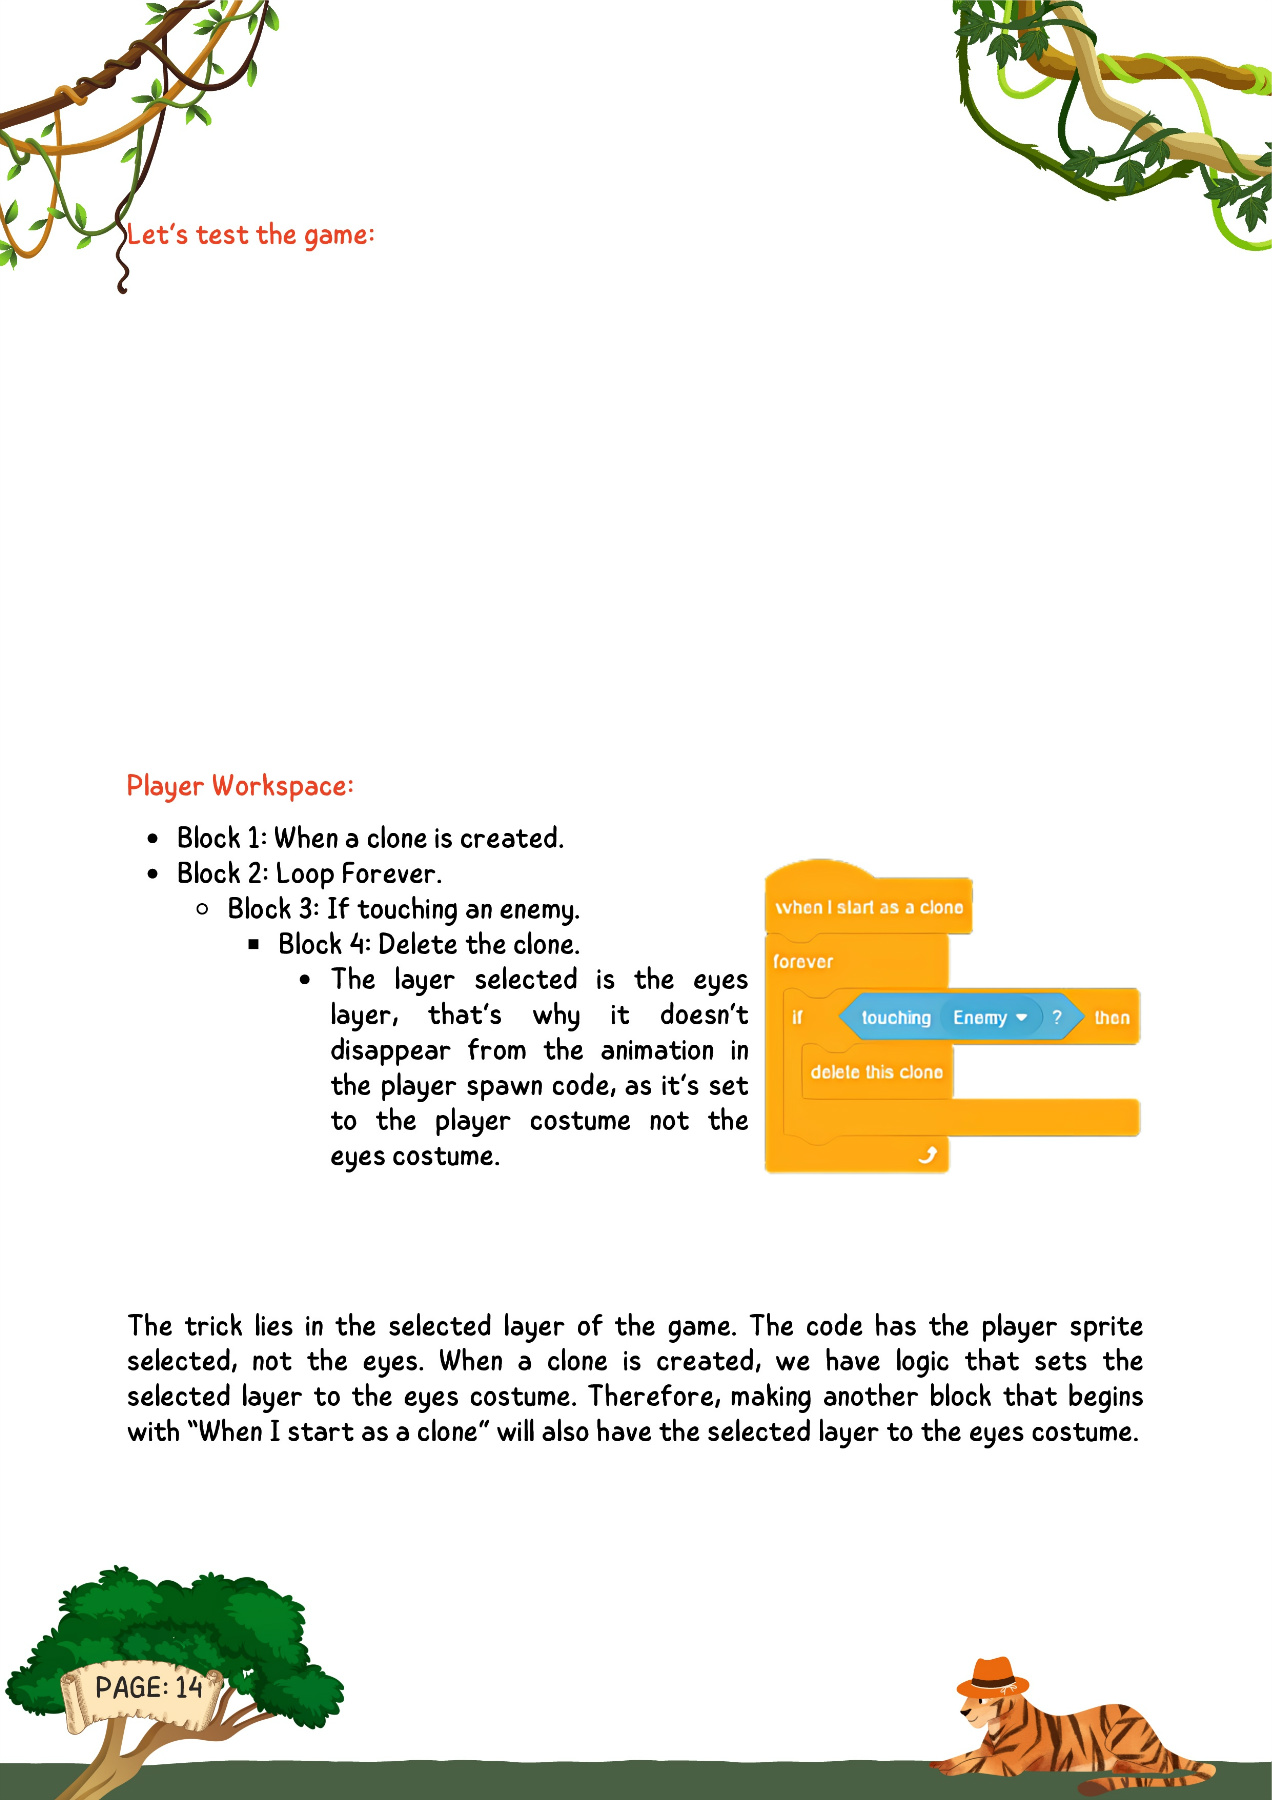 Let's test the game:
Player Workspace:
• Block 1: When a clone is created.
• Block 2: Loop Forever.
○ Block 3: If touching an enemy.
▪ Block 4: Delete the clone.
• The layer selected is the eyes
layer, that's why it doesn't
disappear from the animation in
the player spawn code, as it's set
to the player costume not the
eyes costume.
when I start as a clone
forever
if touching Enemy ? then
delete this clone
The trick lies in the selected layer of the game. The code has the player sprite
selected, not the eyes. When a clone is created, we have logic that sets the
selected layer to the eyes costume. Therefore, making another block that begins
with "When I start as a clone" will also have the selected layer to the eyes costume.
PAGE: 14